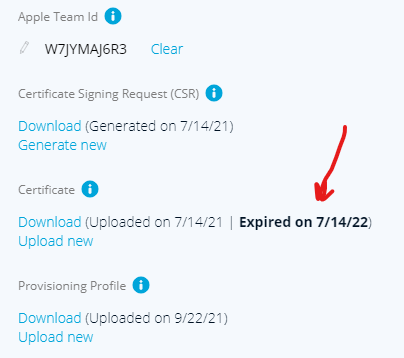 Apple Team Id
W7JYMAJ6R3 Clear
Certificate Signing Request (CSR)
Download (Generated on 7/14/21)
Generate new
Certificate
Download (Uploaded on 7/14/21 | Expired on 7/14/22)
Upload new
Provisioning Profile
Download (Uploaded on 9/22/21)
Upload new